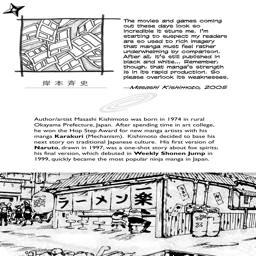 The movies and games coming
out these days look so
incredible it stuns me. I'm
starting to suspect my readers
are so used to rich imagery
that manga must feel rather
underwhelming by comparison.
After all, it's still published in
black and white... Remember,
though, that manga's strength
is in its rapid production. So
please overlook its weaknesses.
—Masashi Kishimoto, 2005
岸本斉史
Author/artist Masashi Kishimoto was born in 1974 in rural
Okayama Prefecture, Japan. After spending time in art college,
he won the Hop Step Award for new manga artists with his
manga Karakuri (Mechanism). Kishimoto decided to base his
next story on traditional Japanese culture. His first version of
Naruto, drawn in 1997, was a one-shot story about fox spirits;
his final version, which debuted in Weekly Shonen Jump in
1999, quickly became the most popular ninja manga in Japan.
ラーメン楽